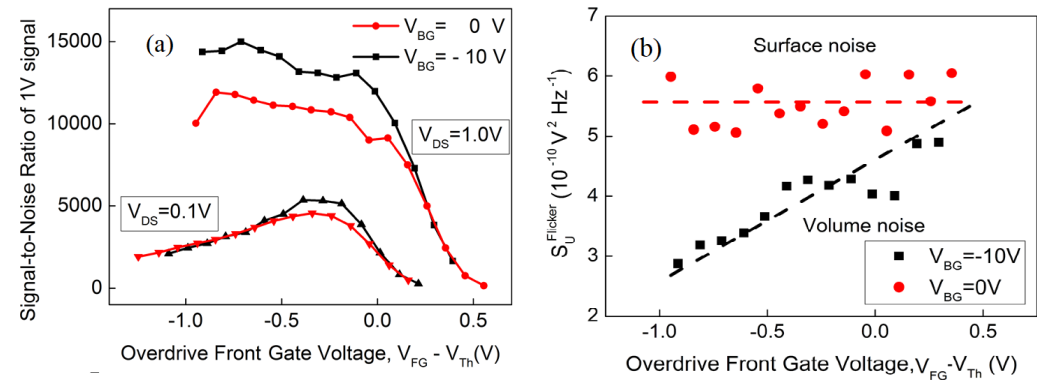 (a)
V_BG= 0 V
V_BG= - 10 V
V_DS=1.0V
V_DS=0.1V
15000
10000
5000
0
Signal-to-Noise Ratio of 1V signal
-1.0
-0.5
0.0
0.5
Overdrive Front Gate Voltage, V_FG - V_Th(V)
(b)
Surface noise
Volume noise
V_BG=-10V
V_BG=0V
7
6
5
4
3
2
S_U^Flicker (10^-10 V^2 Hz^-1)
-1.0
-0.5
0.0
0.5
Overdrive Front Gate Voltage,V_FG-V_Th (V)